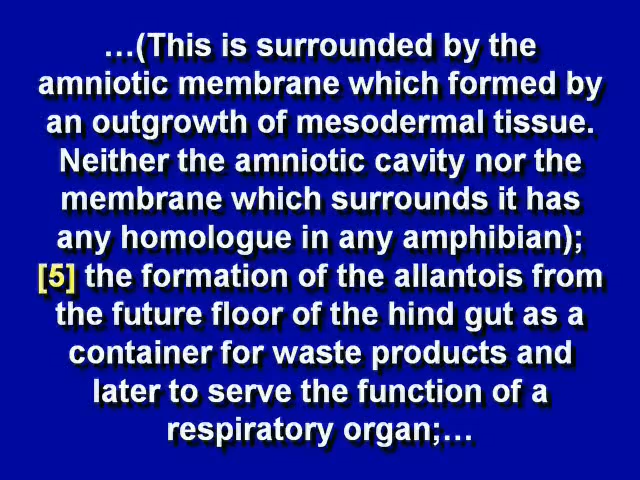 …(This is surrounded by the
amniotic membrane which formed by
an outgrowth of mesodermal tissue.
Neither the amniotic cavity nor the
membrane which surrounds it has
any homologue in any amphibian);
[5] the formation of the allantois from
the future floor of the hind gut as a
container for waste products and
later to serve the function of a
respiratory organ;…